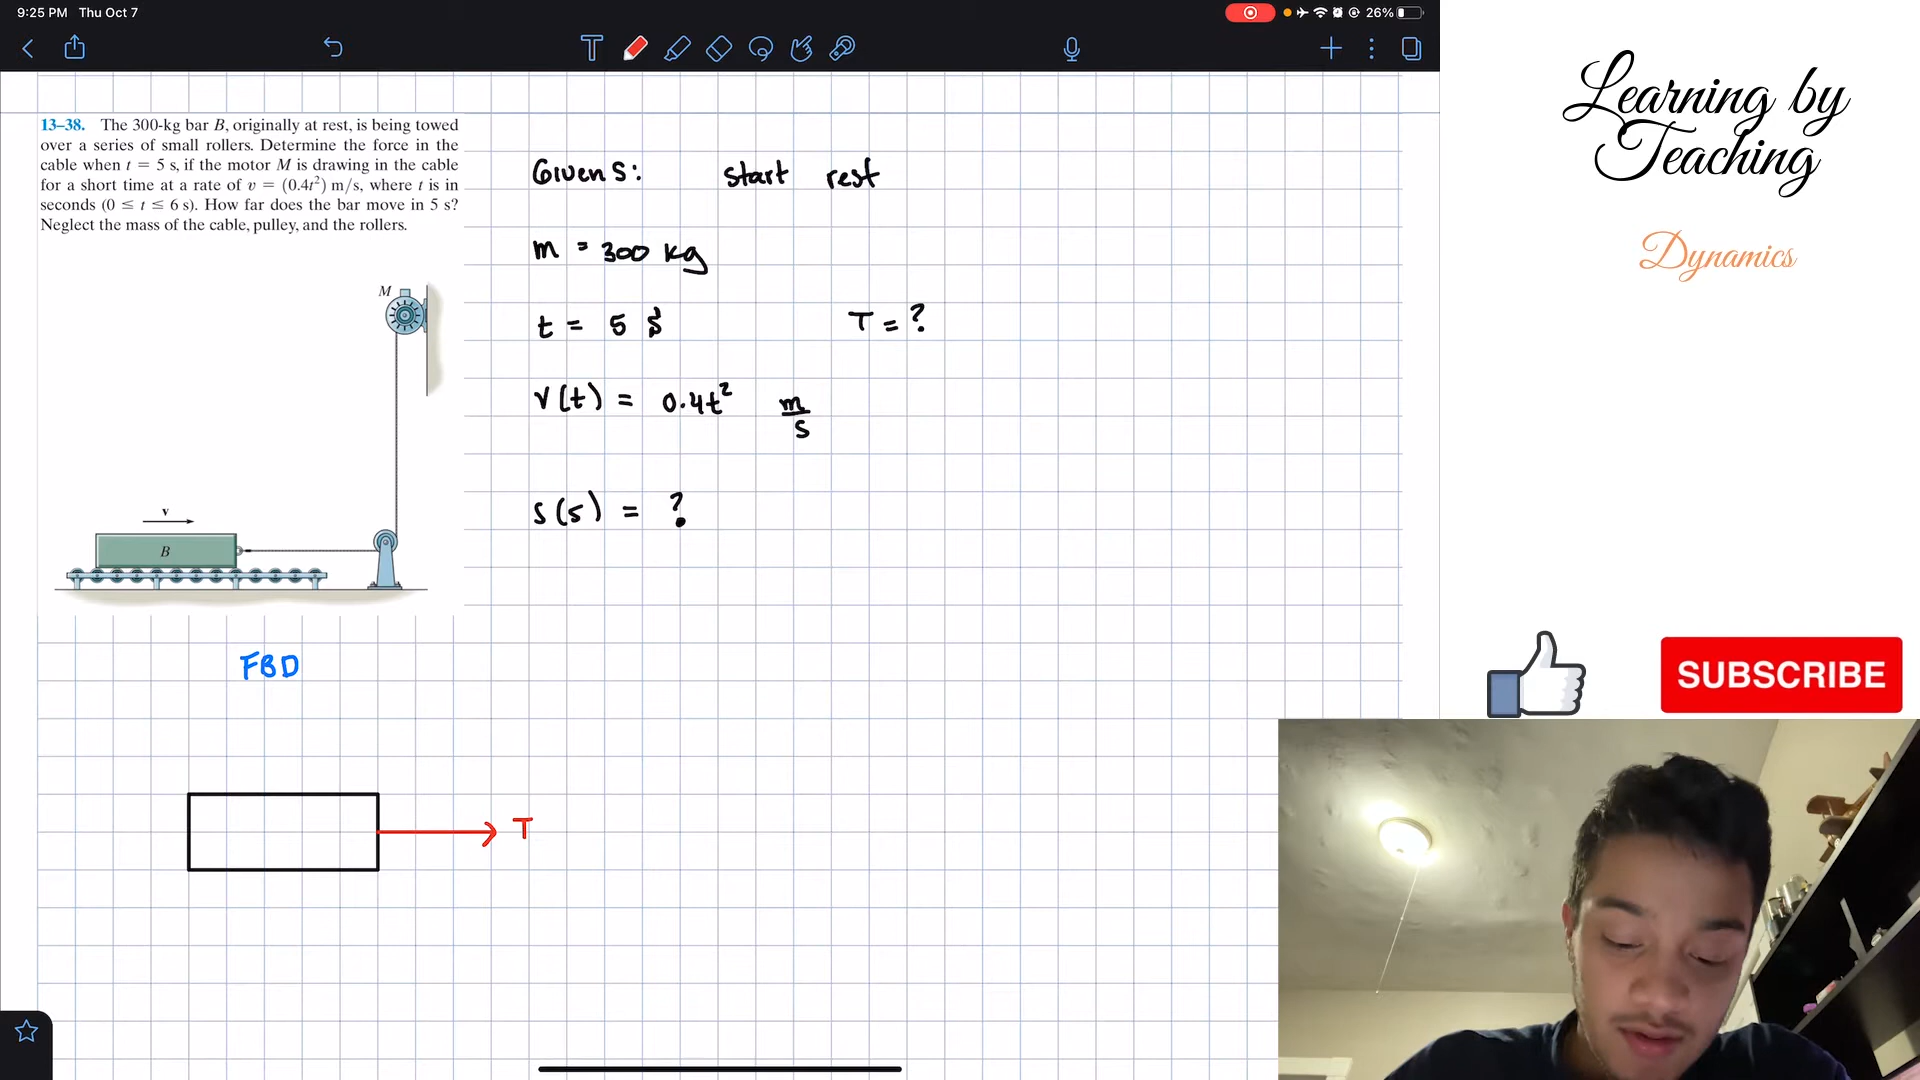 9:25 PM Thu Oct 7
26%
13–38. The 300-kg bar B, originally at rest, is being towed
over a series of small rollers. Determine the force in the
cable when t = 5 s, if the motor M is drawing in the cable
for a short time at a rate of v = (0.4t²) m/s, where t is in
seconds (0 ≤ t ≤ 6 s). How far does the bar move in 5 s?
Neglect the mass of the cable, pulley, and the rollers.
M
v
B
Givens: start rest
m = 300 kg
t = 5 s T = ?
v(t) = 0.4t² m/s
s(5) = ?
FBD
T
Learning by
Teaching
Dynamics
SUBSCRIBE